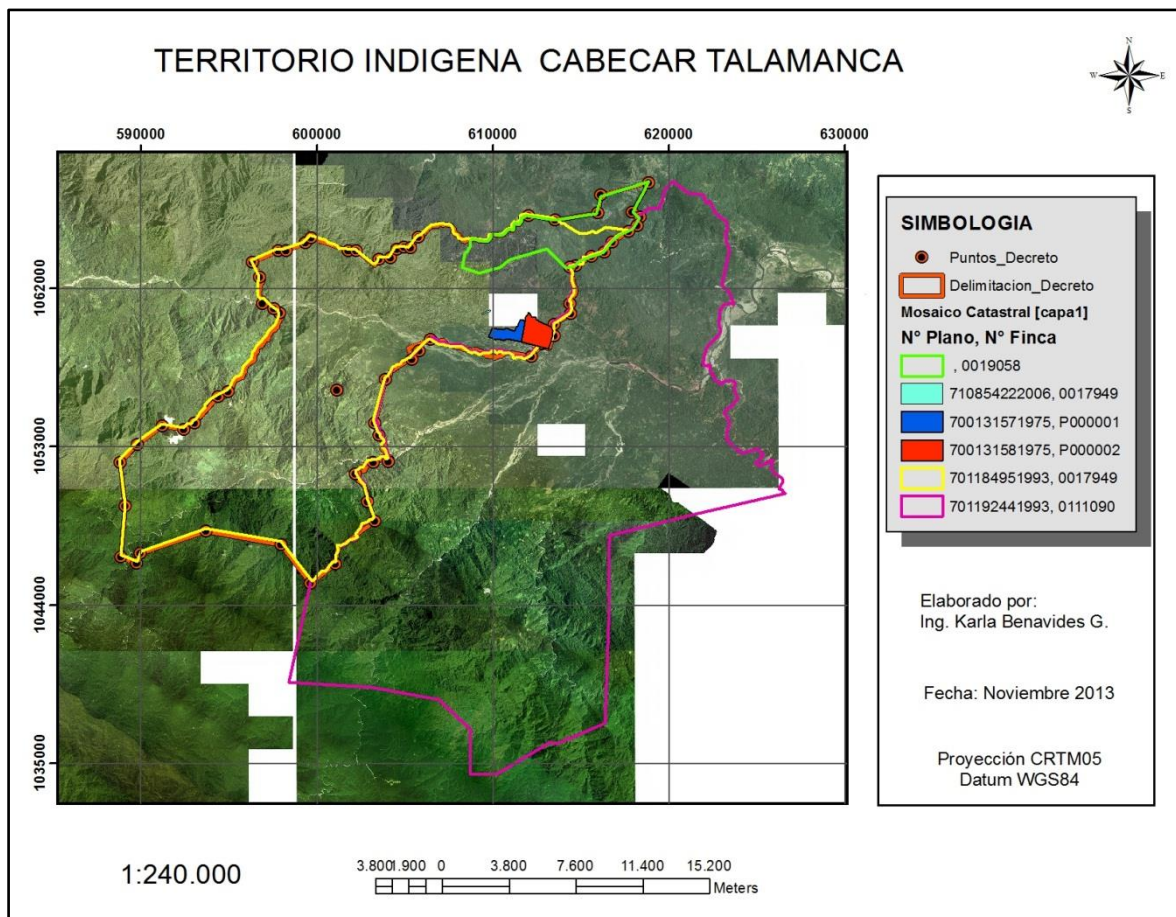 TERRITORIO INDIGENA CABECAR TALAMANCA
N
W E
S
590000 600000 610000 620000 630000
1062000
1053000
1044000
1035000
SIMBOLOGIA
Puntos_Decreto
Delimitacion_Decreto
Mosaico Catastral [capa1]
N° Plano, N° Finca
, 0019058
710854222006, 0017949
700131571975, P000001
700131581975, P000002
701184951993, 0017949
701192441993, 0111090
Elaborado por:
Ing. Karla Benavides G.
Fecha: Noviembre 2013
Proyección CRTM05
Datum WGS84
1:240.000
3.8001.900 0 3.800 7.600 11.400 15.200
Meters